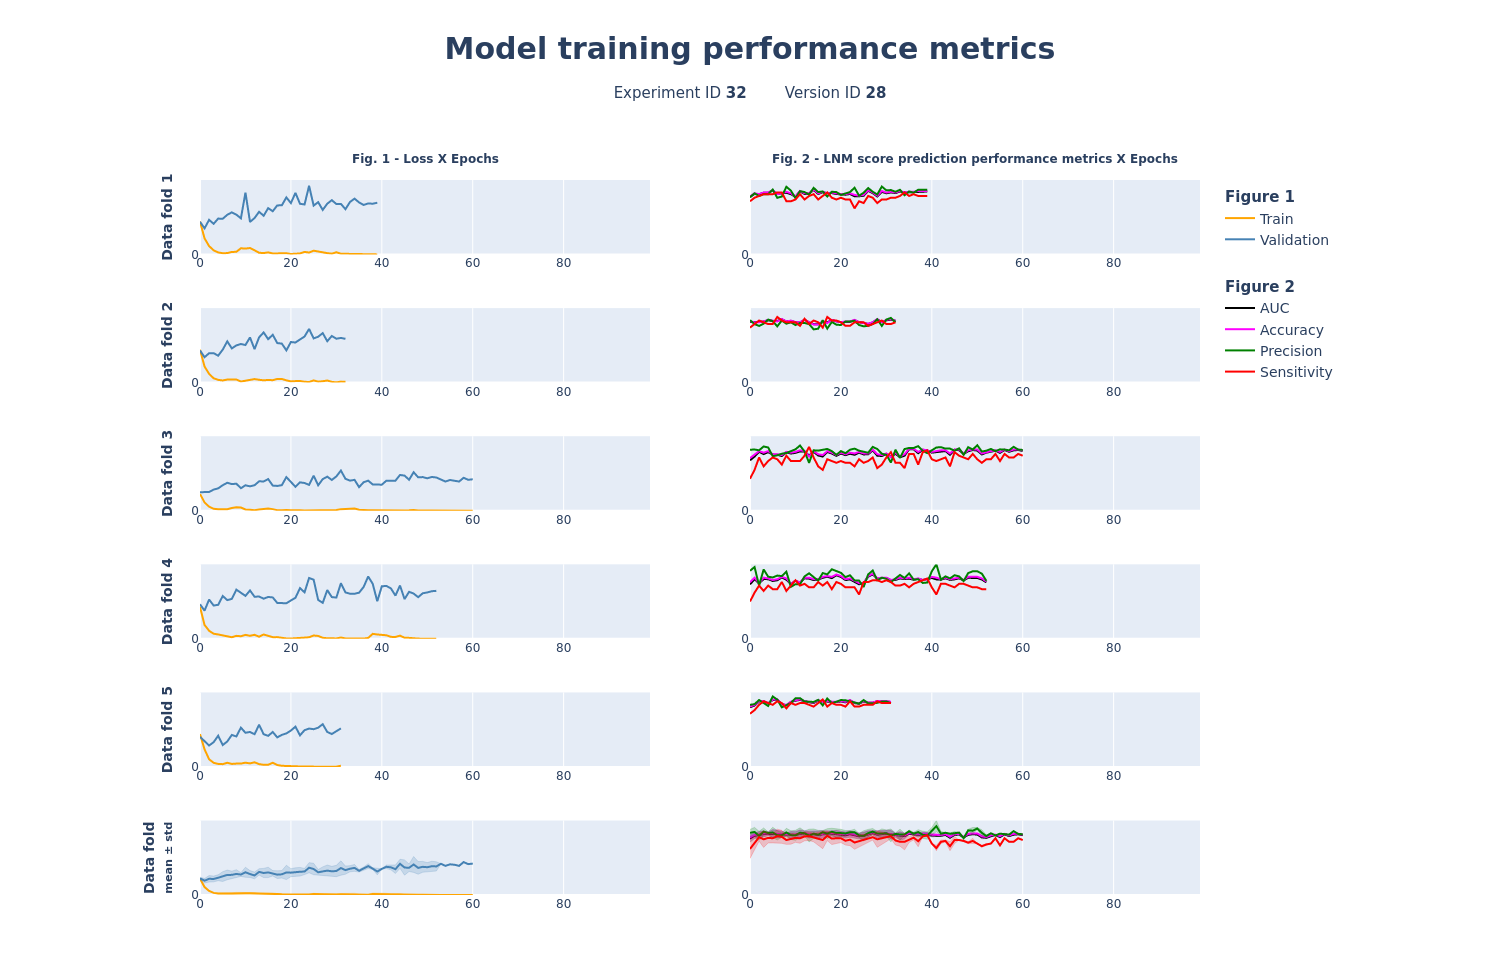 Model training performance metrics
Experiment ID 32 Version ID 28
Fig. 1 - Loss X Epochs
Fig. 2 - LNM score prediction performance metrics X Epochs
Data fold 1
0
0 20 40 60 80
0
0 20 40 60 80
Figure 1
Train
Validation
Figure 2
AUC
Accuracy
Precision
Sensitivity
Data fold 2
0
0 20 40 60 80
0
0 20 40 60 80
Data fold 3
0
0 20 40 60 80
0
0 20 40 60 80
Data fold 4
0
0 20 40 60 80
0
0 20 40 60 80
Data fold 5
0
0 20 40 60 80
0
0 20 40 60 80
Data fold
mean ± std
0
0 20 40 60 80
0
0 20 40 60 80